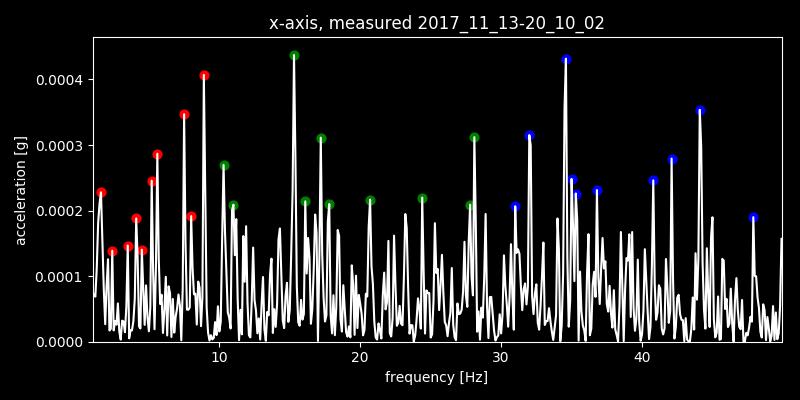 x-axis, measured 2017_11_13-20_10_02
0.0004
0.0003
0.0002
0.0001
0.0000
acceleration [g]
10 20 30 40
frequency [Hz]